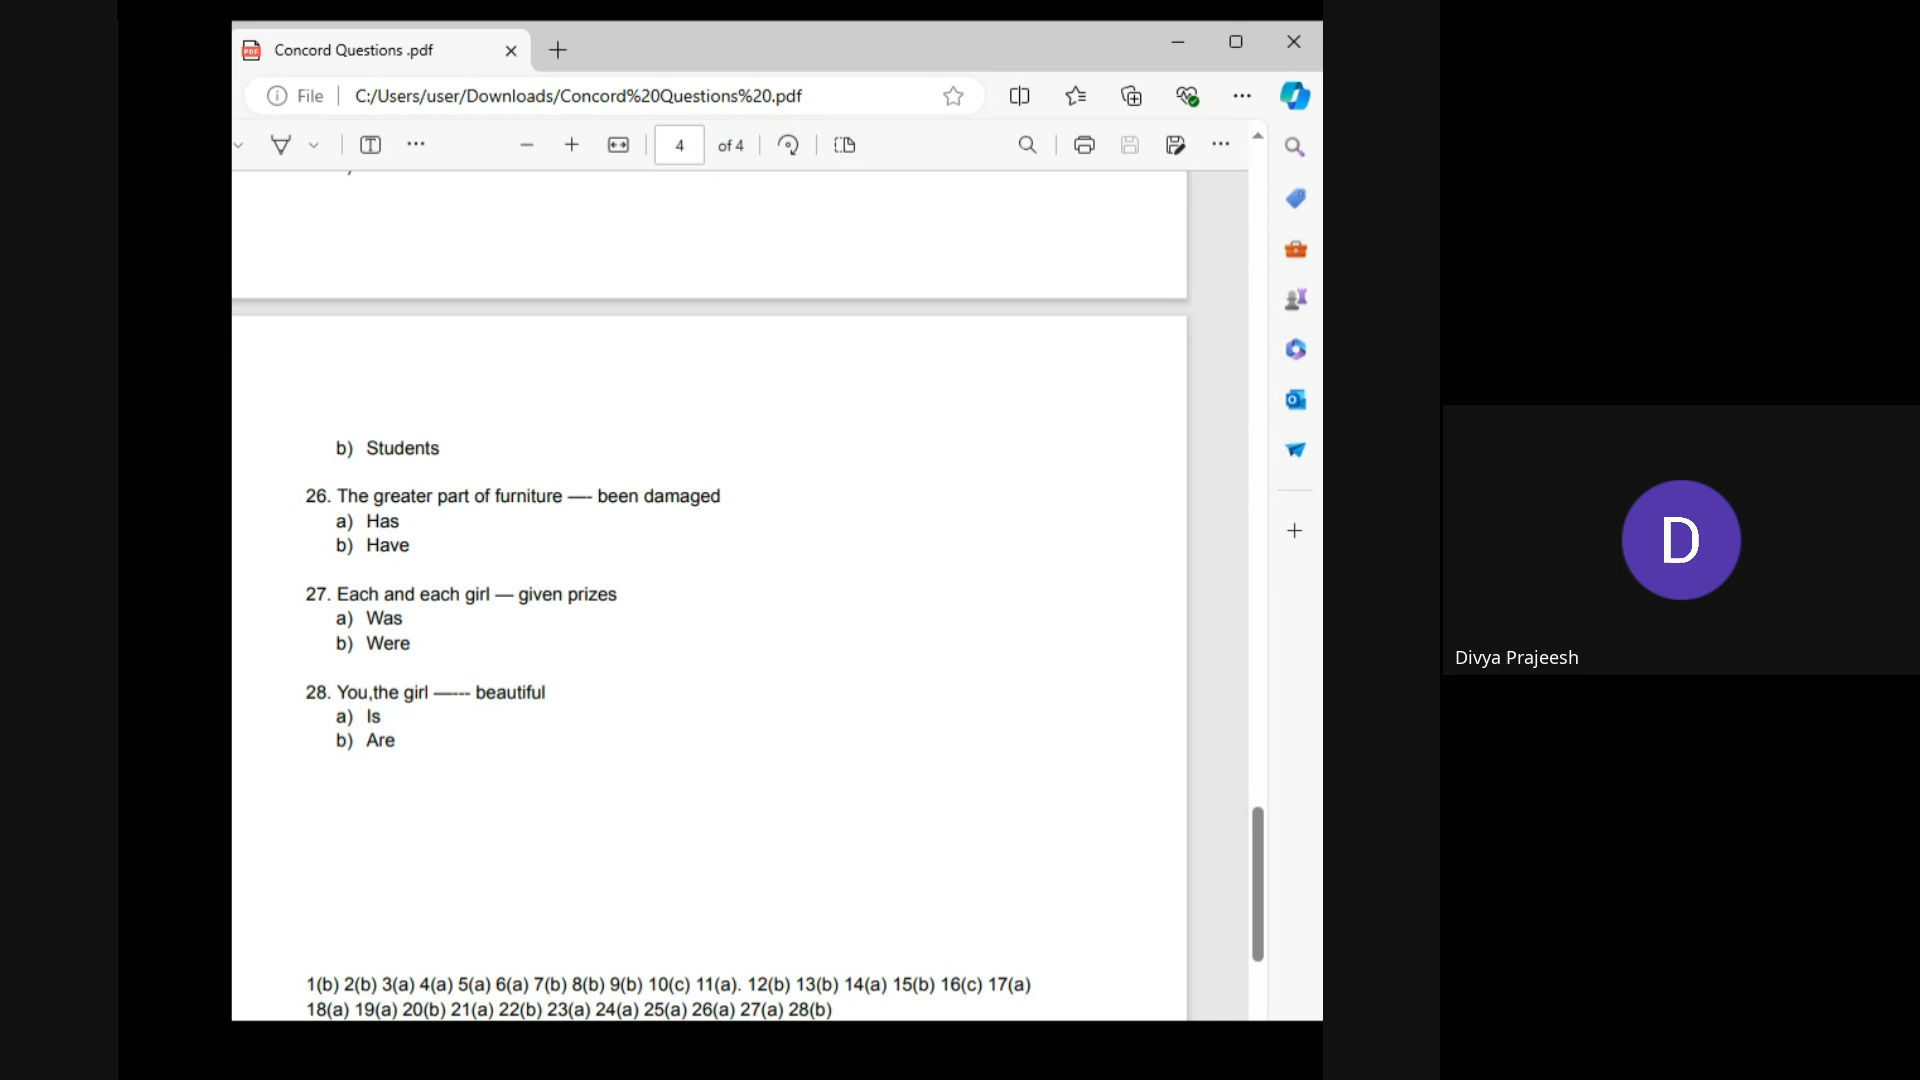 Concord Questions .pdf
File C:/Users/user/Downloads/Concord%20Questions%20.pdf
4 of 4
b) Students
26. The greater part of furniture —- been damaged
a) Has
b) Have
27. Each and each girl — given prizes
a) Was
b) Were
28. You,the girl —--- beautiful
a) Is
b) Are
1(b) 2(b) 3(a) 4(a) 5(a) 6(a) 7(b) 8(b) 9(b) 10(c) 11(a). 12(b) 13(b) 14(a) 15(b) 16(c) 17(a)
18(a) 19(a) 20(b) 21(a) 22(b) 23(a) 24(a) 25(a) 26(a) 27(a) 28(b)
D
Divya Prajeesh